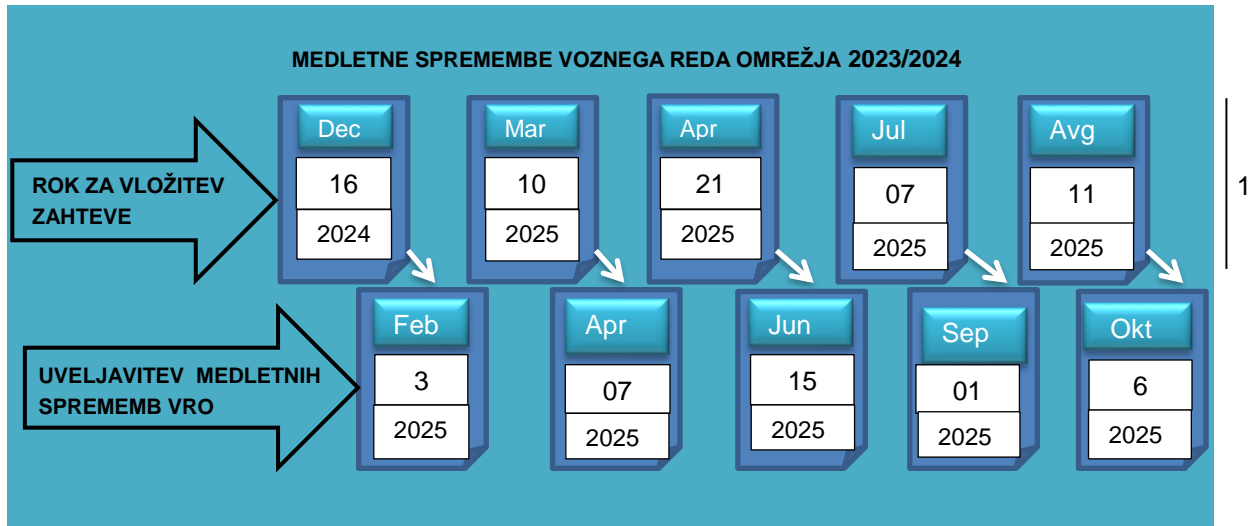 MEDLETNE SPREMEMBE VOZNEGA REDA OMREŽJA 2023/2024
ROK ZA VLOŽITEV
ZAHTEVE
Dec
16
2024
Mar
10
2025
Apr
21
2025
Jul
07
2025
Avg
11
2025
1
UVELJAVITEV MEDLETNIH
SPREMEMB VRO
Feb
3
2025
Apr
07
2025
Jun
15
2025
Sep
01
2025
Okt
6
2025